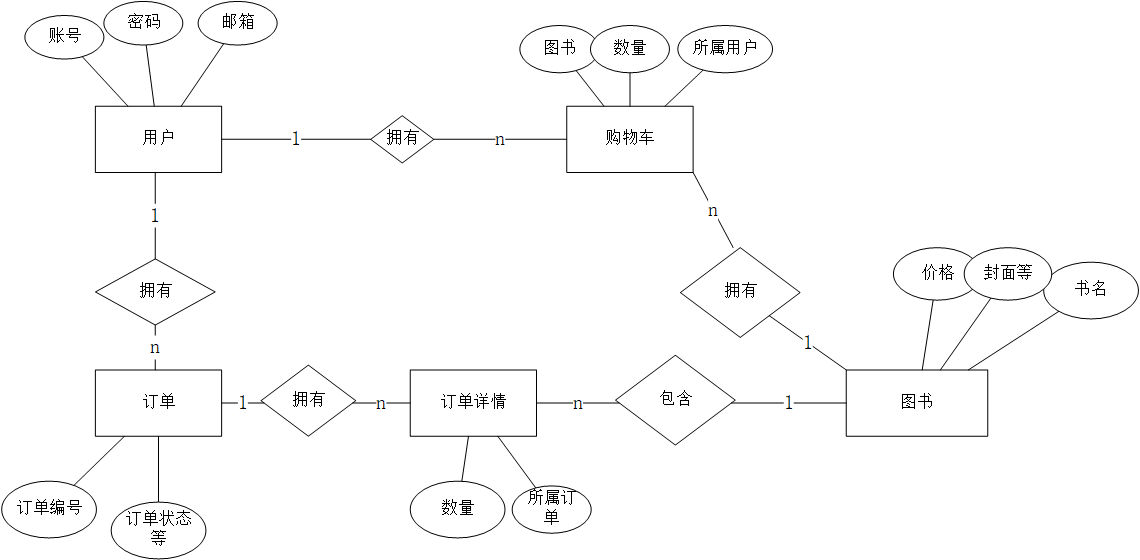 账号
密码
邮箱
图书
数量
所属用户
用户
1
拥有
n
购物车
1
n
拥有
拥有
价格
封面等
书名
n
1
订单
1
拥有
n
订单详情
n
包含
1
图书
订单编号
订单状态
等
数量
所属订
单